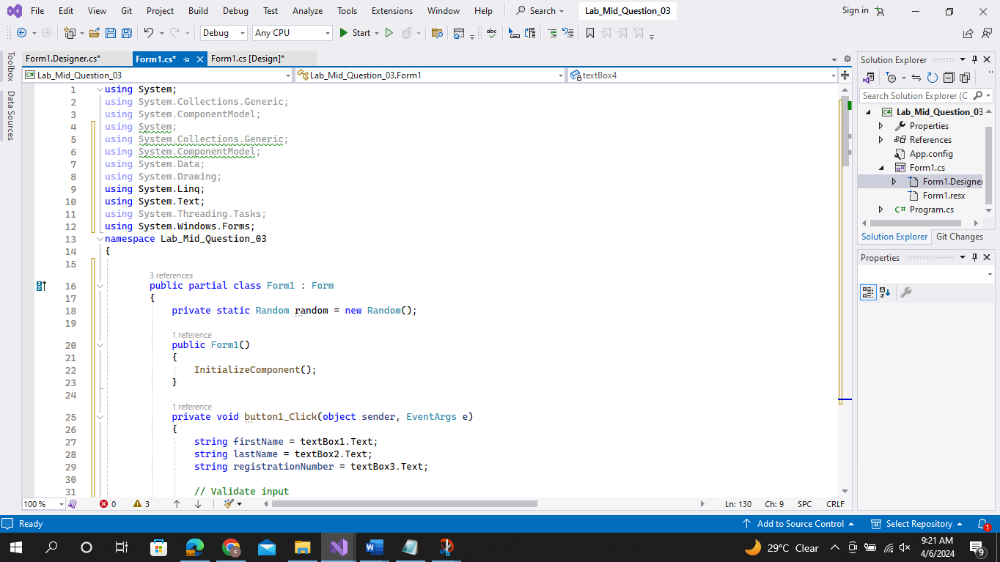 File Edit View Git Project Build Debug Test Analyze Tools Extensions Window Help Search Lab_Mid_Question_03 Sign in
Debug Any CPU Start
Form1.Designer.cs* Form1.cs* Form1.cs [Design]*
Lab_Mid_Question_03 Lab_Mid_Question_03.Form1 textBox4
Toolbox
Data Sources
1 using System;
2 using System.Collections.Generic;
3 using System.ComponentModel;
4 using System;
5 using System.Collections.Generic;
6 using System.ComponentModel;
7 using System.Data;
8 using System.Drawing;
9 using System.Linq;
10 using System.Text;
11 using System.Threading.Tasks;
12 using System.Windows.Forms;
13 namespace Lab_Mid_Question_03
14 {
15
3 references
16 public partial class Form1 : Form
17 {
18 private static Random random = new Random();
19
1 reference
20 public Form1()
21 {
22 InitializeComponent();
23 }
24
1 reference
25 private void button1_Click(object sender, EventArgs e)
26 {
27 string firstName = textBox1.Text;
28 string lastName = textBox2.Text;
29 string registrationNumber = textBox3.Text;
30
31 // Validate input
100 % 0 3 Ln: 130 Ch: 9 SPC CRLF
Solution Explorer
Search Solution Explorer (C
Lab_Mid_Question_03
Properties
References
App.config
Form1.cs
Form1.Designer
Form1.resx
Program.cs
Solution Explorer Git Changes
Properties
Ready Add to Source Control Select Repository 1
29°C Clear 9:21 AM
4/6/2024 9